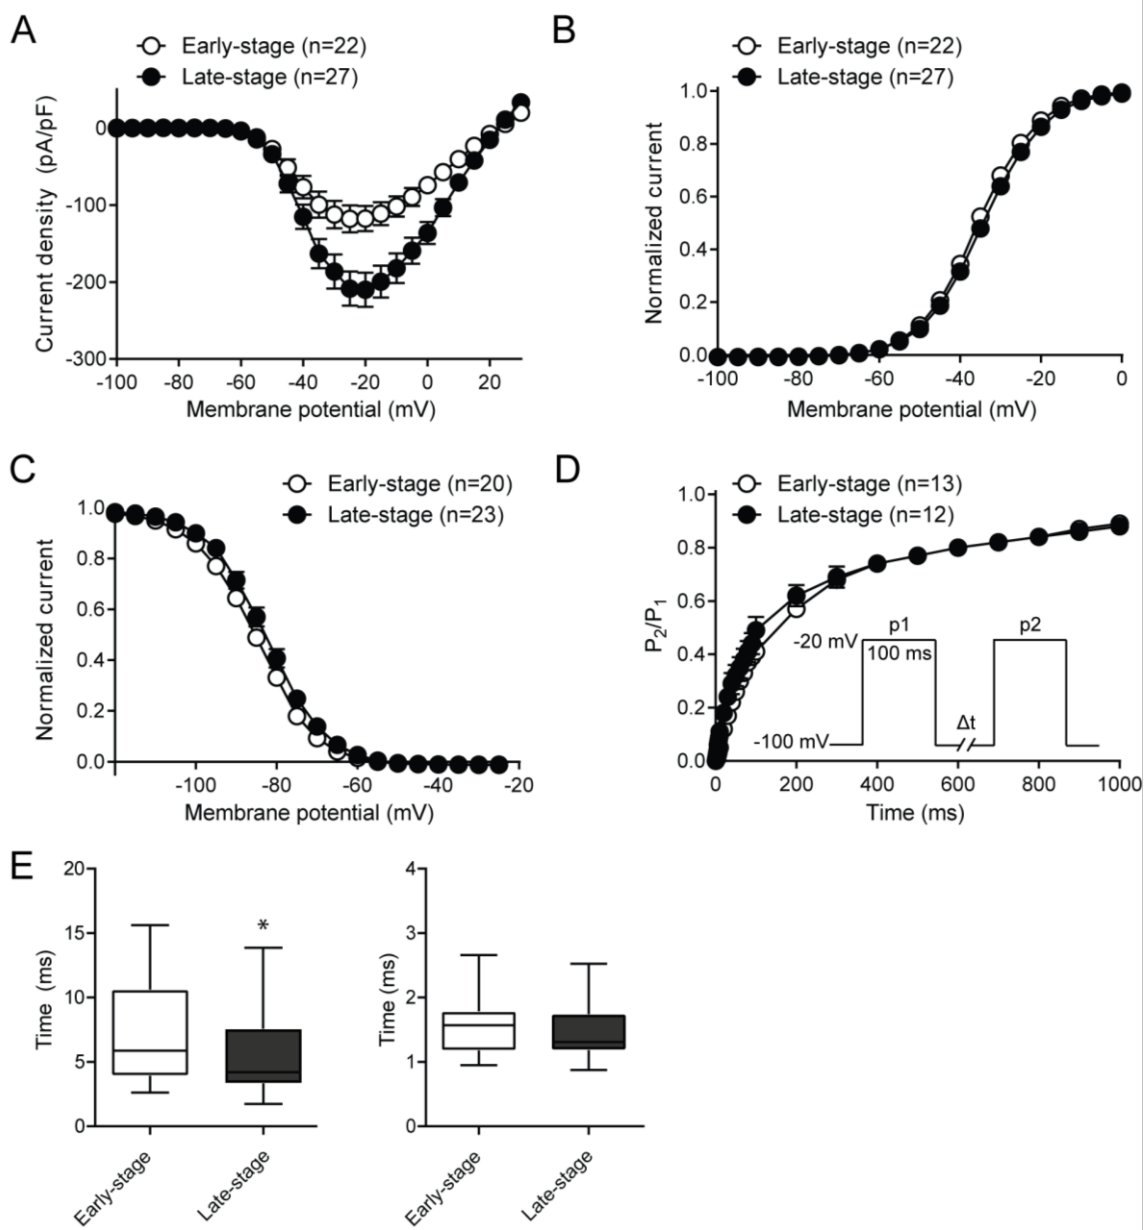 A
Early-stage (n=22)
Late-stage (n=27)
Current density (pA/pF)
0
-100
-200
-300
-100 -80 -60 -40 -20 0 20
Membrane potential (mV)
B
Early-stage (n=22)
Late-stage (n=27)
Normalized current
1.0
0.8
0.6
0.4
0.2
0.0
-100 -80 -60 -40 -20 0
Membrane potential (mV)
C
Early-stage (n=20)
Late-stage (n=23)
Normalized current
1.0
0.8
0.6
0.4
0.2
0.0
-100 -80 -60 -40 -20
Membrane potential (mV)
D
Early-stage (n=13)
Late-stage (n=12)
P2/P1
1.0
0.8
0.6
0.4
0.2
0.0
p1 p2
-20 mV
100 ms
Δt
-100 mV
0 200 400 600 800 1000
Time (ms)
E
Time (ms)
20
15
10
5
0
*
Early-stage
Late-stage
Time (ms)
4
3
2
1
0
Early-stage
Late-stage